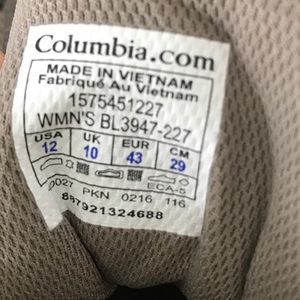 Columbia.com
MADE IN VIETNAM
Fabriqué Au Vietnam
1575451227
WMN'S BL3947-227
USA UK EUR CM
12 10 43 29
ECA-5
PKN 0216 116
887921324688